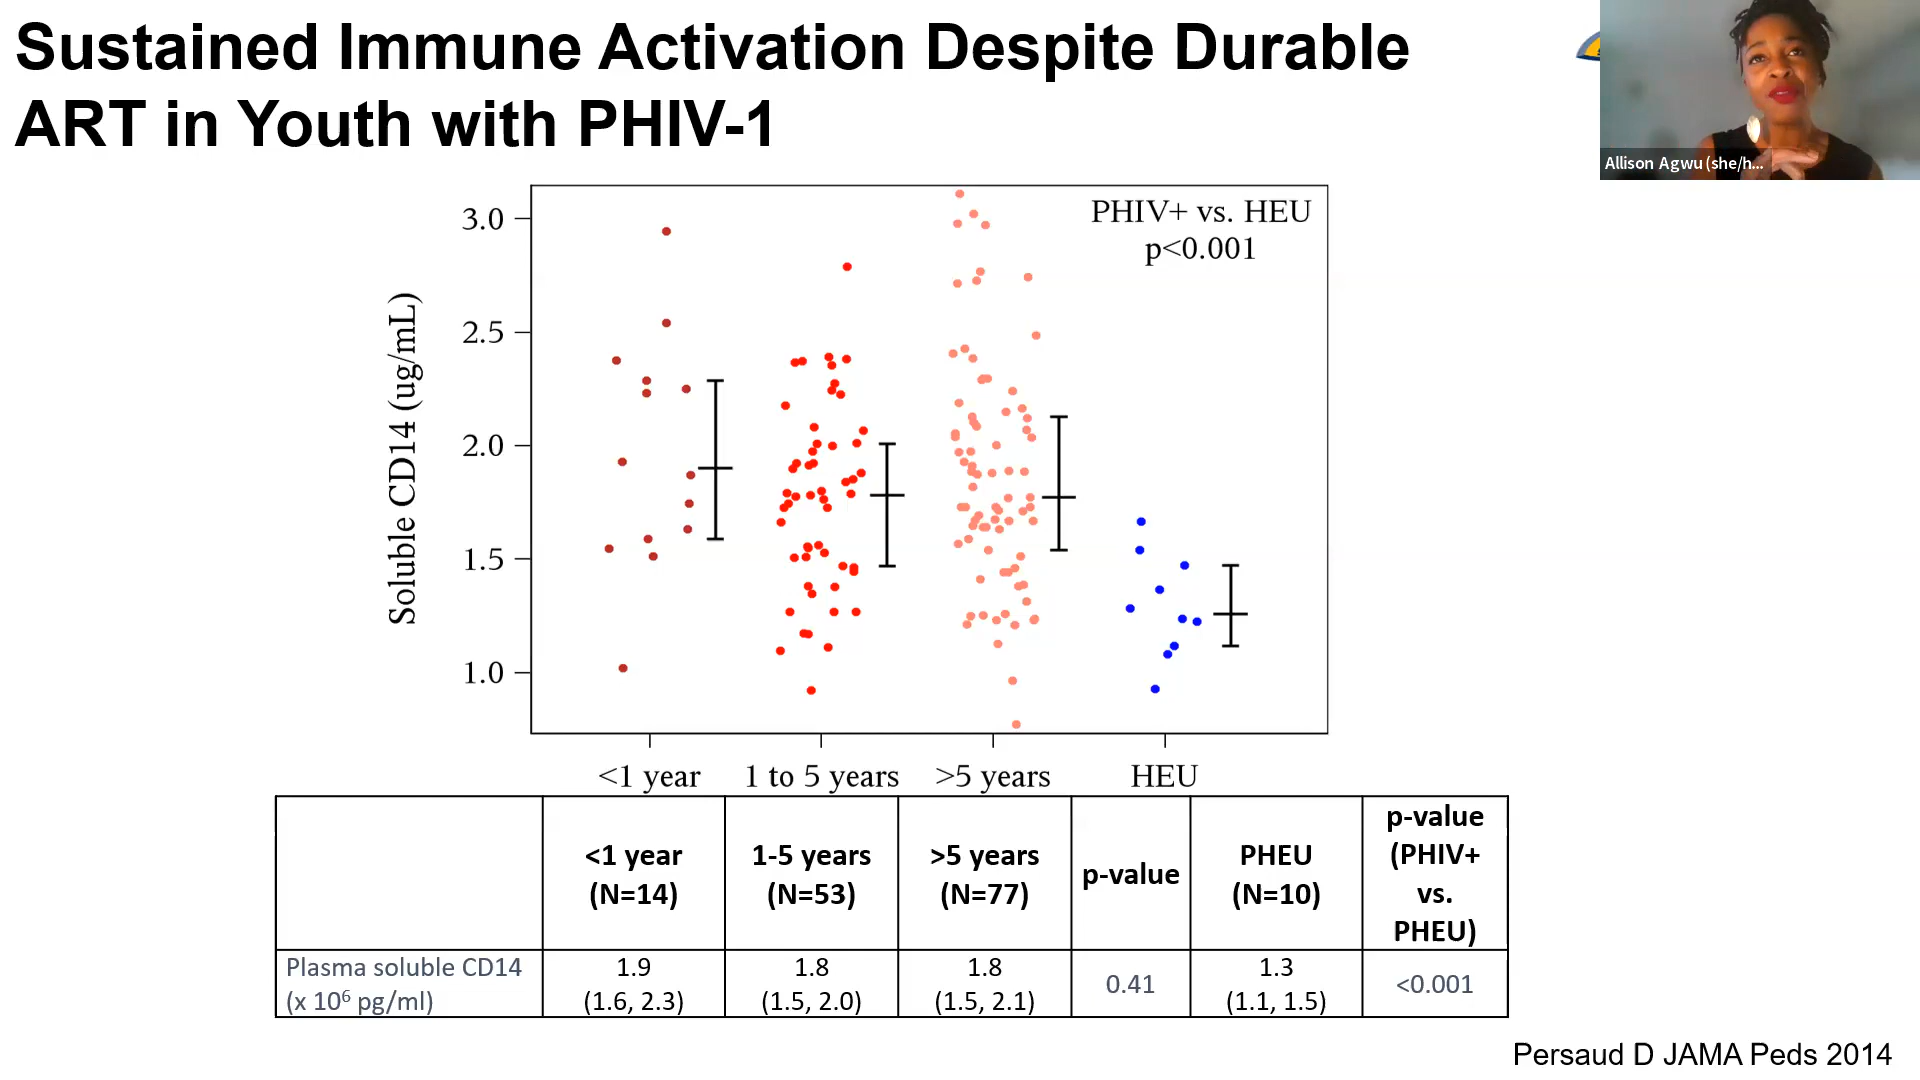 Sustained Immune Activation Despite Durable
ART in Youth with PHIV-1
Allison Agwu (she/h...
PHIV+ vs. HEU
p<0.001
Soluble CD14 (ug/mL)
3.0
2.5
2.0
1.5
1.0
<1 year 1 to 5 years >5 years HEU
<1 year (N=14) 1-5 years (N=53) >5 years (N=77) p-value PHEU (N=10) p-value (PHIV+ vs. PHEU)
Plasma soluble CD14 (x 10⁶ pg/ml) 1.9 (1.6, 2.3) 1.8 (1.5, 2.0) 1.8 (1.5, 2.1) 0.41 1.3 (1.1, 1.5) <0.001
Persaud D JAMA Peds 2014